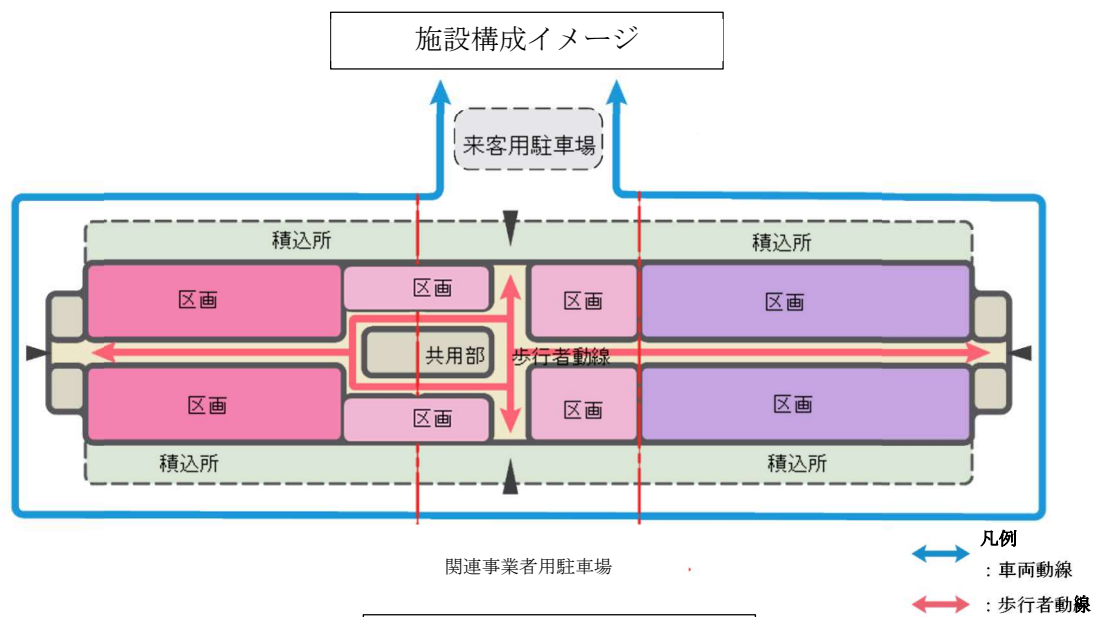 施設構成イメージ
来客用駐車場
積込所
積込所
区画
区画
区画
区画
共用部
歩行者動線
区画
区画
区画
区画
積込所
積込所
関連事業者用駐車場
凡例
：車両動線
：歩行者動線